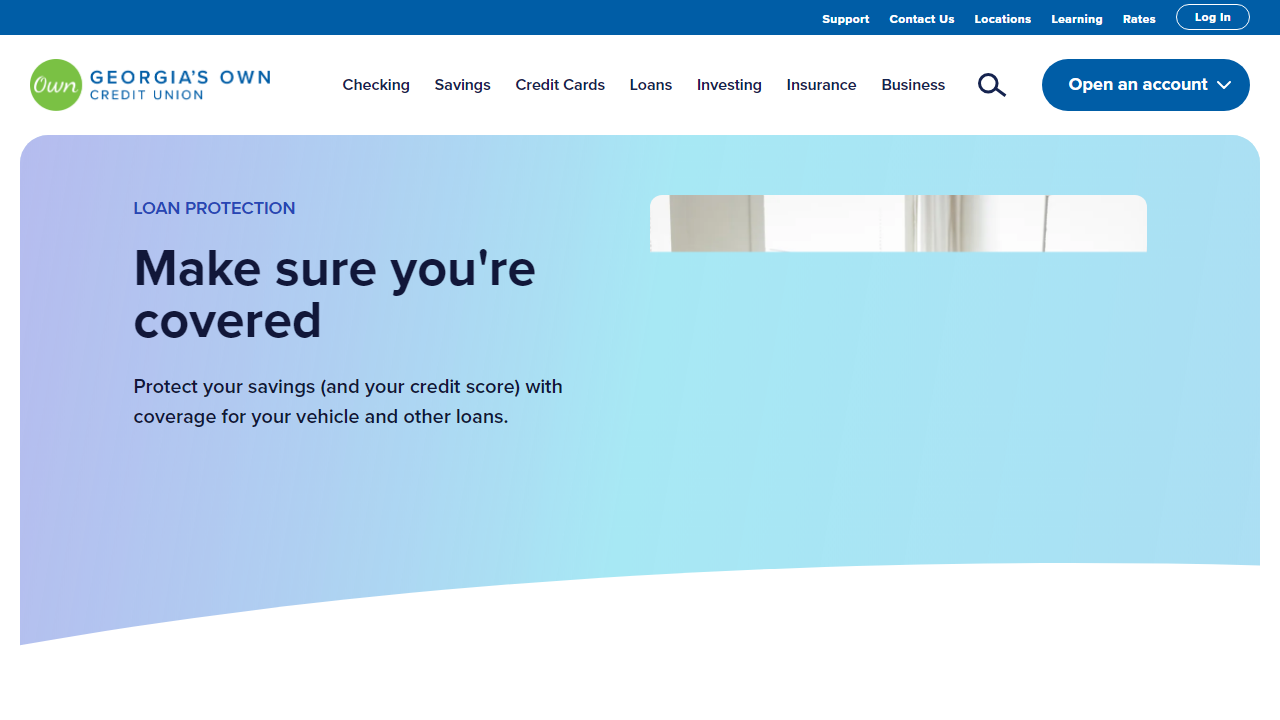 Support Contact Us Locations Learning Rates Log In
Own GEORGIA'S OWN
CREDIT UNION
Checking Savings Credit Cards Loans Investing Insurance Business Open an account
LOAN PROTECTION
Make sure you're
covered
Protect your savings (and your credit score) with
coverage for your vehicle and other loans.